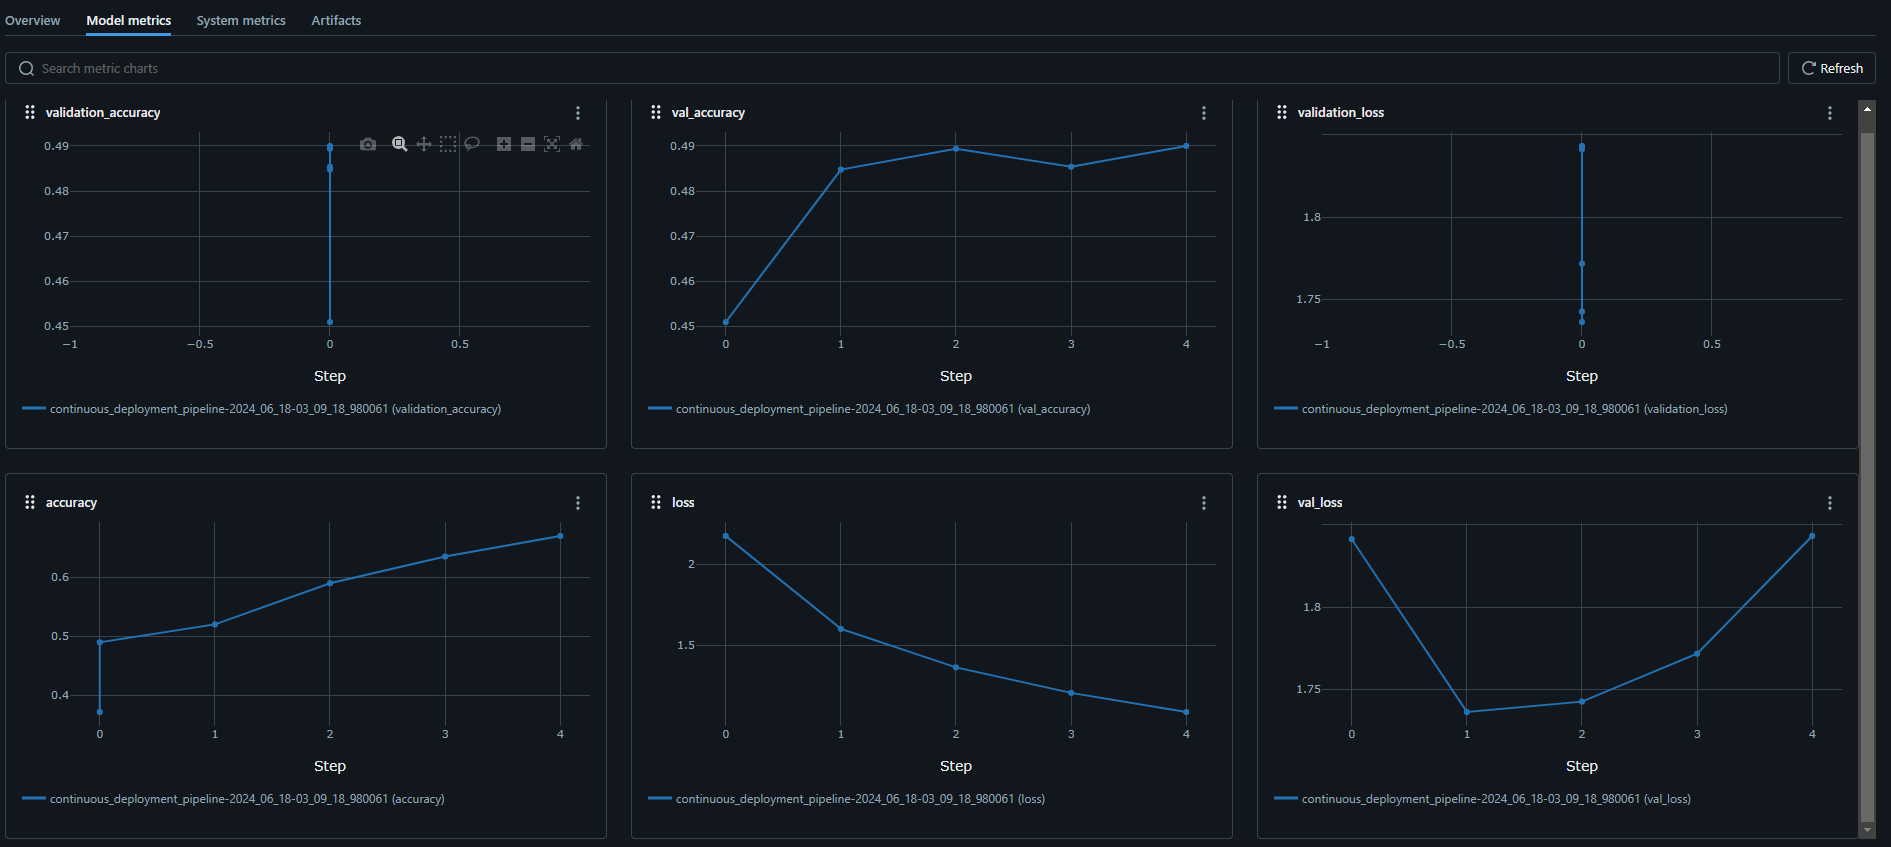 Overview Model metrics System metrics Artifacts
Search metric charts Refresh
validation_accuracy
0.49
0.48
0.47
0.46
0.45
−1 −0.5 0 0.5
Step
continuous_deployment_pipeline-2024_06_18-03_09_18_980061 (validation_accuracy)
val_accuracy
0.49
0.48
0.47
0.46
0.45
0 1 2 3 4
Step
continuous_deployment_pipeline-2024_06_18-03_09_18_980061 (val_accuracy)
validation_loss
1.8
1.75
−1 −0.5 0 0.5
Step
continuous_deployment_pipeline-2024_06_18-03_09_18_980061 (validation_loss)
accuracy
0.6
0.5
0.4
0 1 2 3 4
Step
continuous_deployment_pipeline-2024_06_18-03_09_18_980061 (accuracy)
loss
2
1.5
0 1 2 3 4
Step
continuous_deployment_pipeline-2024_06_18-03_09_18_980061 (loss)
val_loss
1.8
1.75
0 1 2 3 4
Step
continuous_deployment_pipeline-2024_06_18-03_09_18_980061 (val_loss)